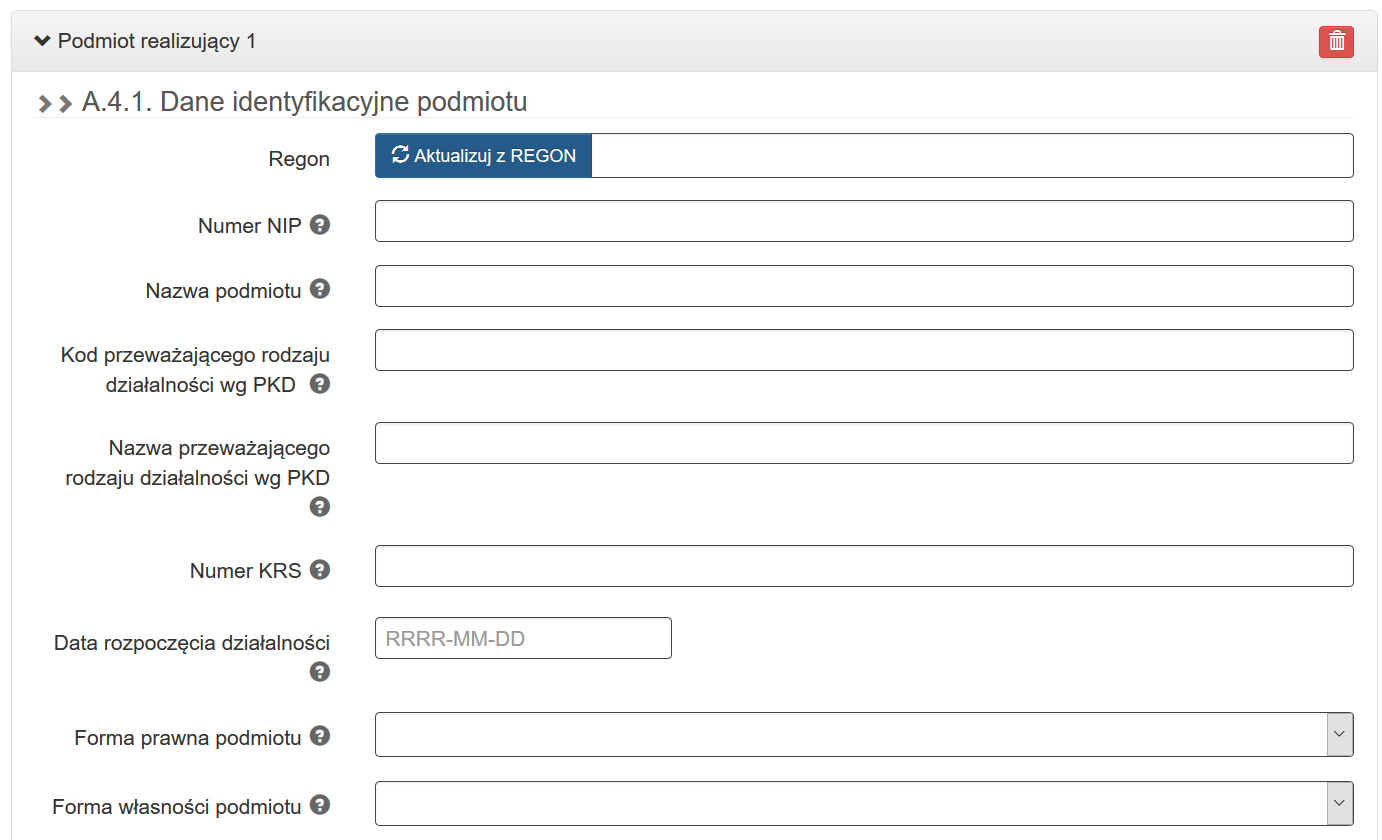 Podmiot realizujący 1
A.4.1. Dane identyfikacyjne podmiotu
Regon
Aktualizuj z REGON
Numer NIP
Nazwa podmiotu
Kod przeważającego rodzaju
działalności wg PKD
Nazwa przeważającego
rodzaju działalności wg PKD
Numer KRS
Data rozpoczęcia działalności
RRRR-MM-DD
Forma prawna podmiotu
Forma własności podmiotu